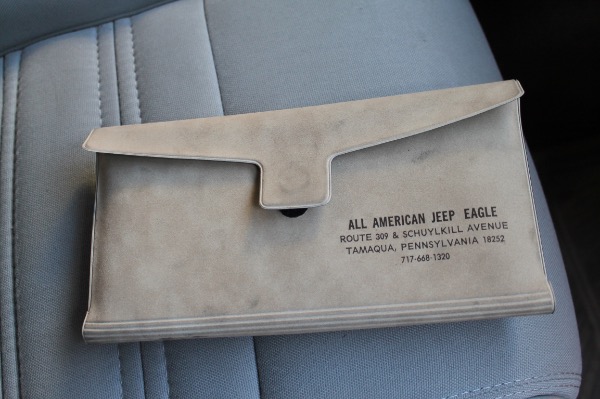 ALL AMERICAN JEEP EAGLE
ROUTE 309 & SCHUYLKILL AVENUE
TAMAQUA, PENNSYLVANIA 18252
717-668-1320